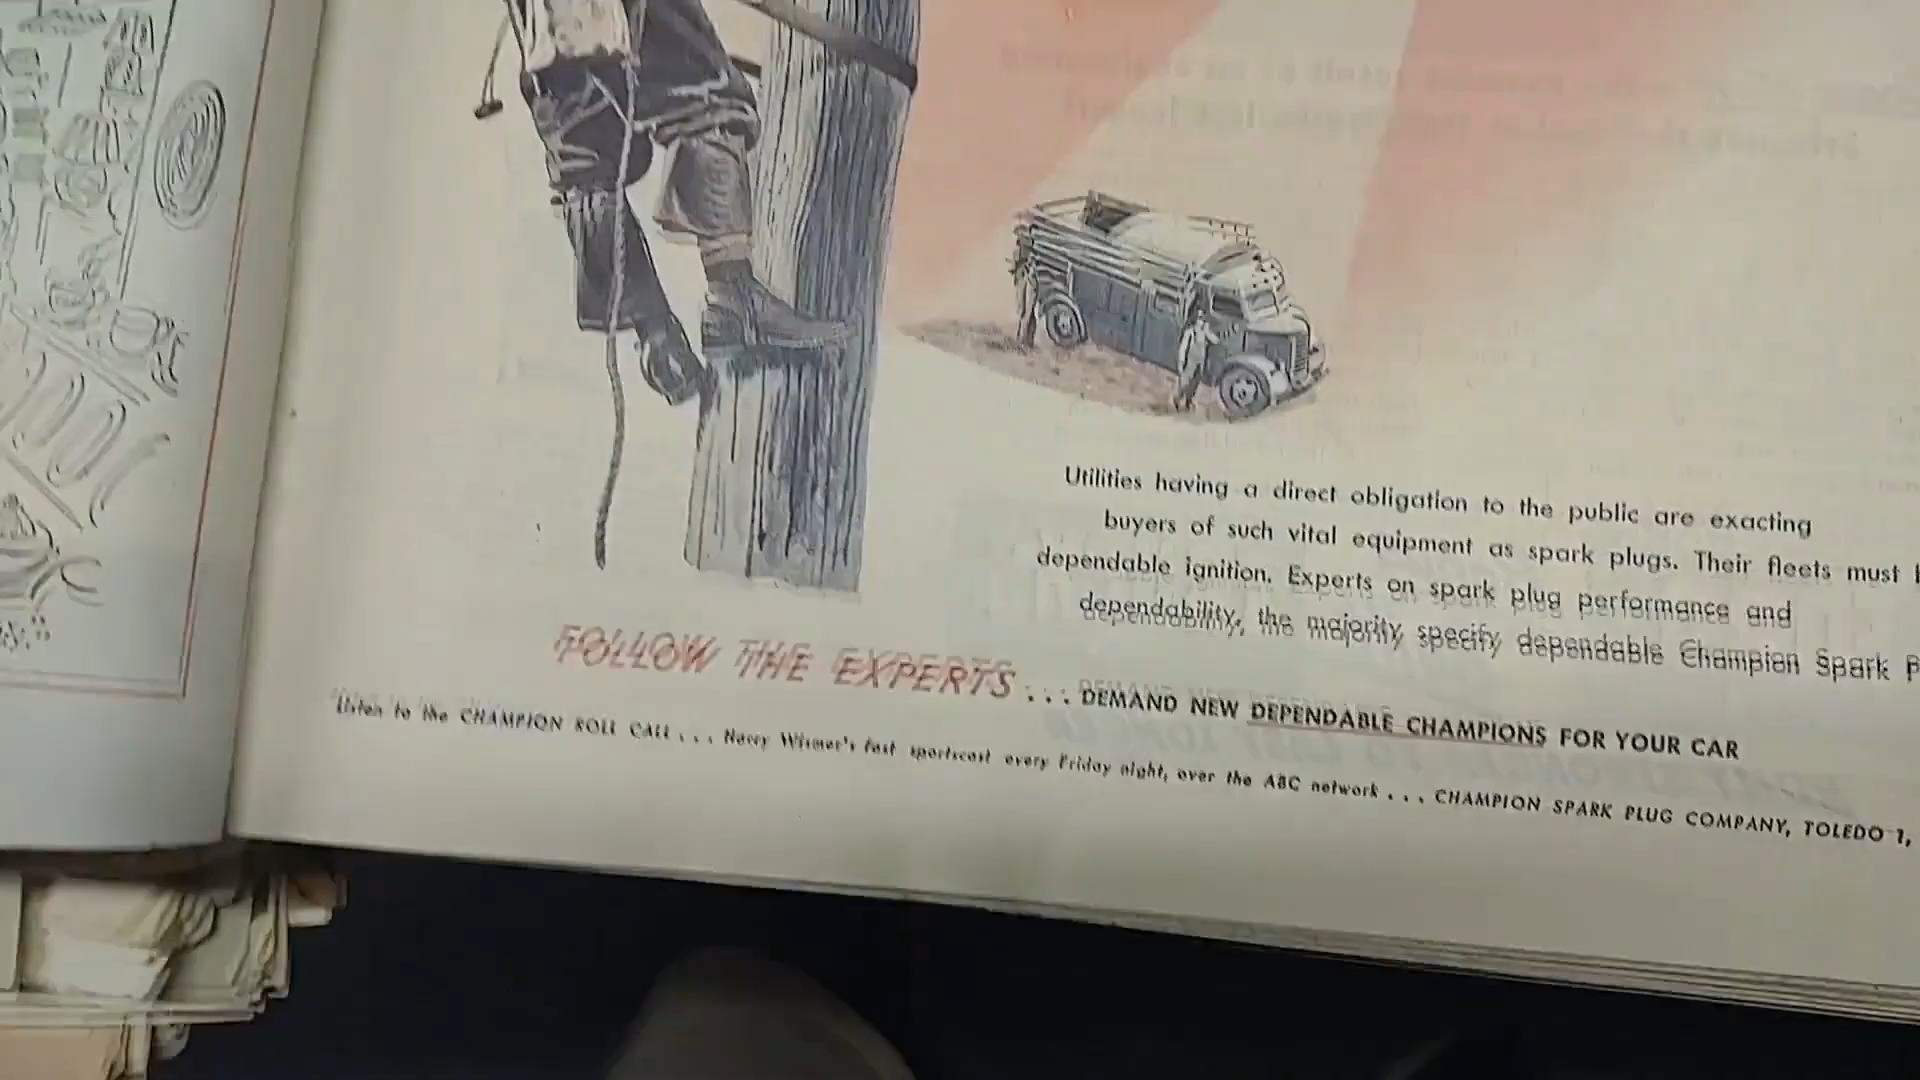 Utilities having a direct obligation to the public are exacting
buyers of such vital equipment as spark plugs. Their fleets must
dependable ignition. Experts on spark plug performance and
dependability, the majority specify dependable Champion Spark
FOLLOW THE EXPERTS . . . DEMAND NEW DEPENDABLE CHAMPIONS FOR YOUR CAR
Listen to the CHAMPION ROLL CALL . . . Harry Wismer's fast sportscast every Friday night, over the ABC network . . . CHAMPION SPARK PLUG COMPANY, TOLEDO 1,